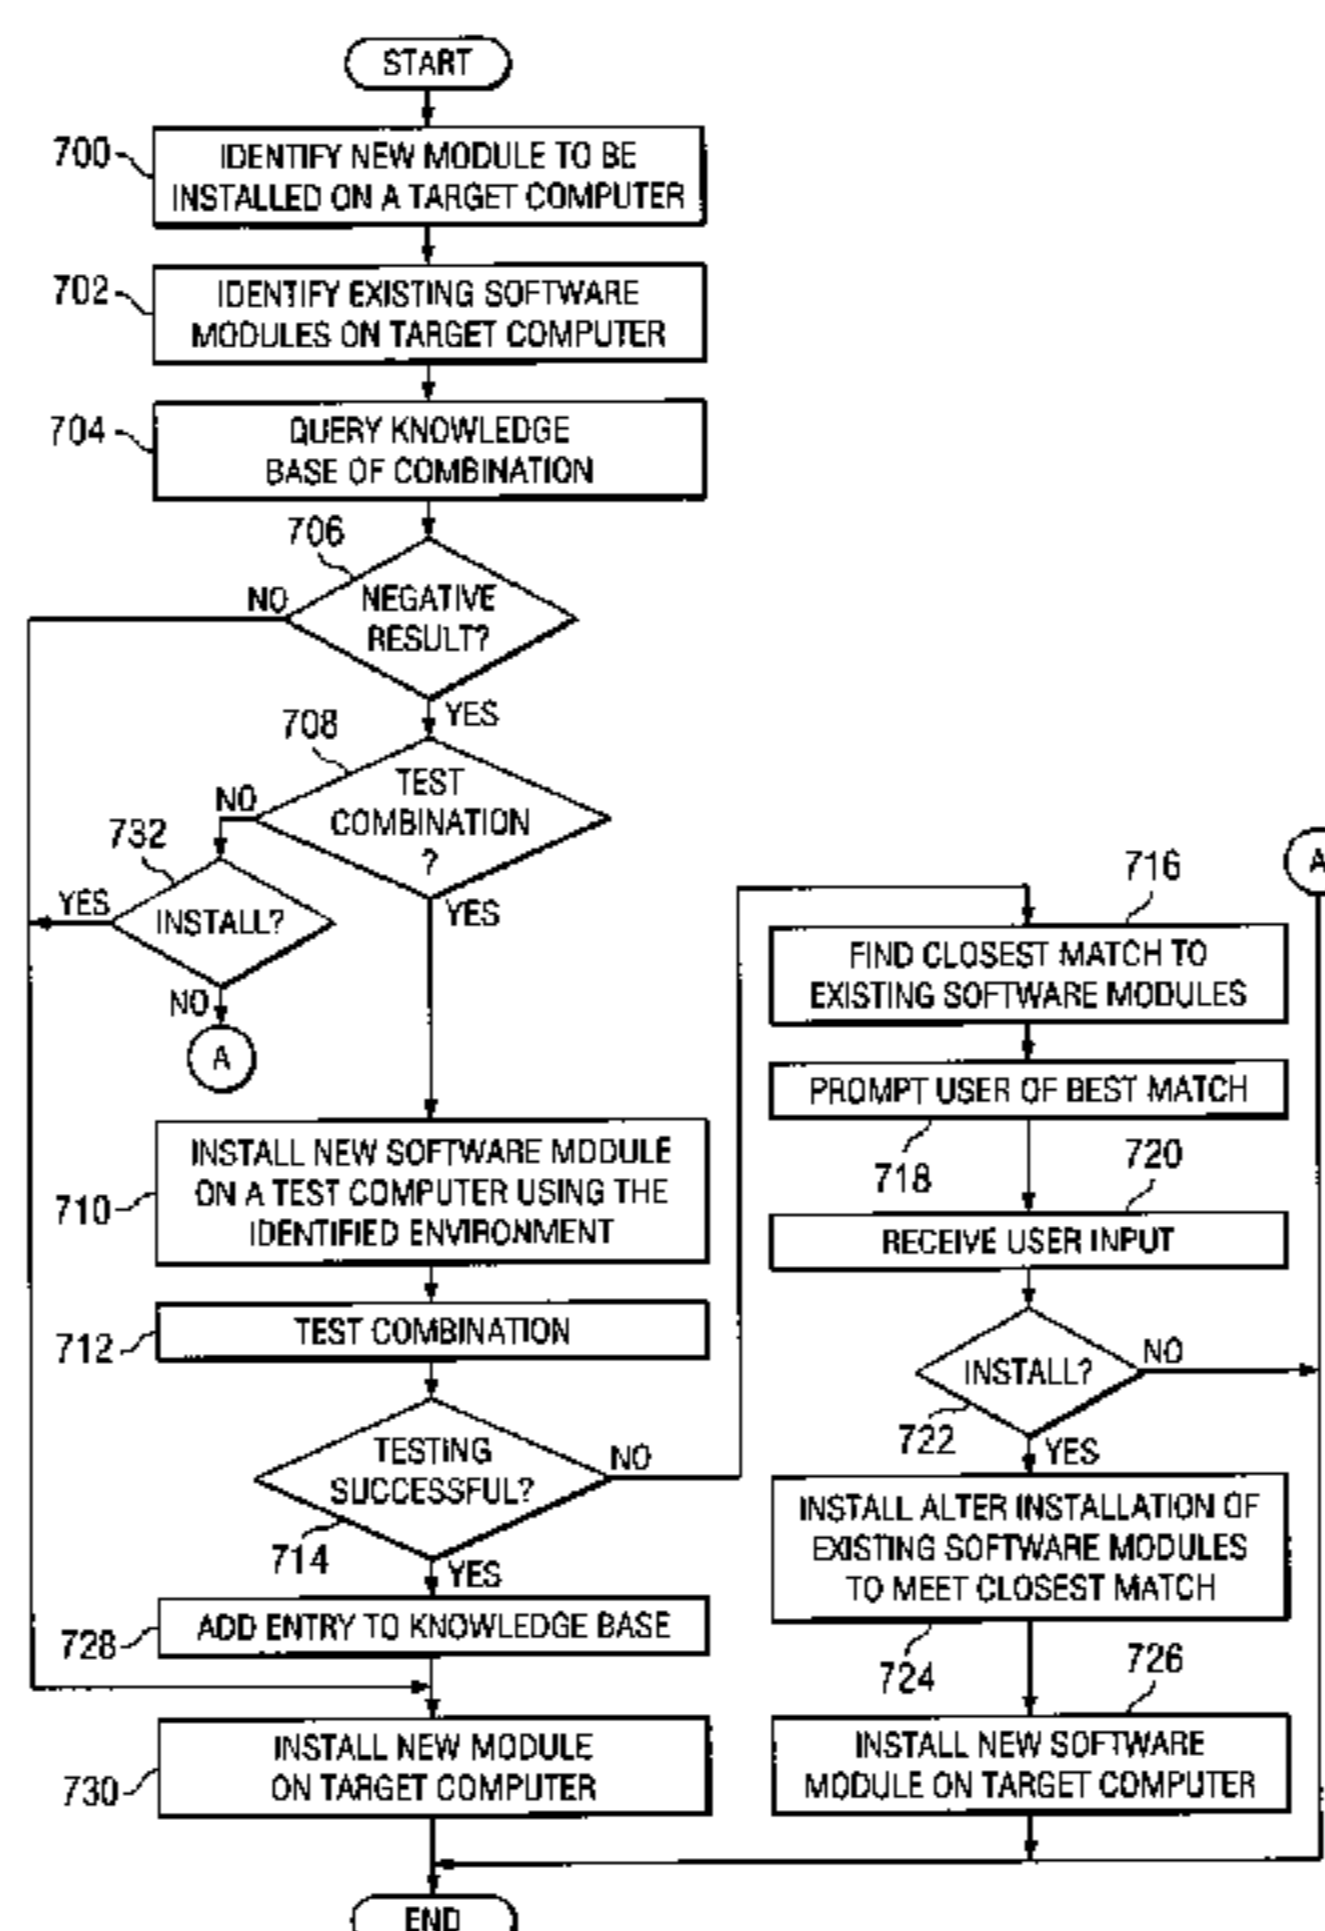 START
700
IDENTIFY NEW MODULE TO BE
INSTALLED ON A TARGET COMPUTER
702
IDENTIFY EXISTING SOFTWARE
MODULES ON TARGET COMPUTER
704
QUERY KNOWLEDGE
BASE OF COMBINATION
706
NO
NEGATIVE
RESULT?
YES
708
NO
TEST
COMBINATION
?
YES
732
YES
INSTALL?
NO
A
710
INSTALL NEW SOFTWARE MODULE
ON A TEST COMPUTER USING THE
IDENTIFIED ENVIRONMENT
712
TEST COMBINATION
TESTING
SUCCESSFUL?
NO
714
YES
728
ADD ENTRY TO KNOWLEDGE BASE
730
INSTALL NEW MODULE
ON TARGET COMPUTER
END
A
716
FIND CLOSEST MATCH TO
EXISTING SOFTWARE MODULES
PROMPT USER OF BEST MATCH
718
720
RECEIVE USER INPUT
INSTALL?
NO
722
YES
INSTALL ALTER INSTALLATION OF
EXISTING SOFTWARE MODULES
TO MEET CLOSEST MATCH
724
726
INSTALL NEW SOFTWARE
MODULE ON TARGET COMPUTER